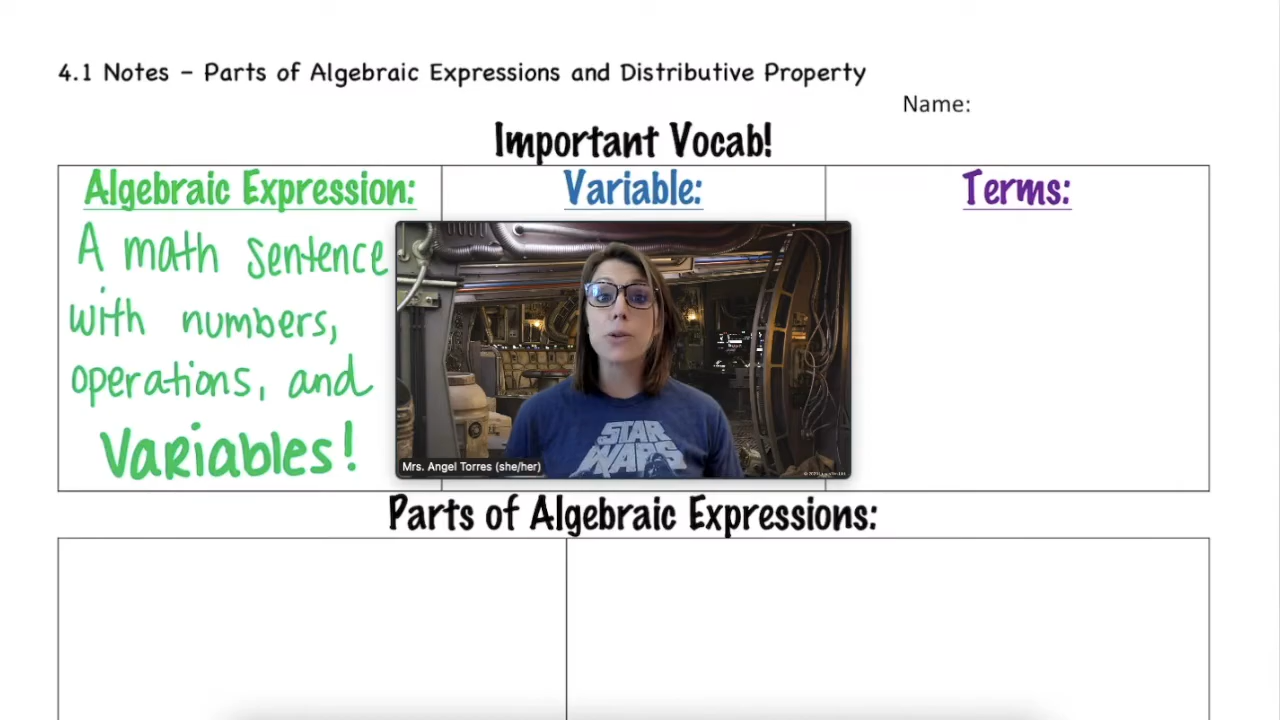 4.1 Notes – Parts of Algebraic Expressions and Distributive Property
Name:
Important Vocab!
Algebraic Expression:
A math sentence
with numbers,
operations, and
Variables!
Variable:
STAR
WARS
Mrs. Angel Torres (she/her)
Terms:
Parts of Algebraic Expressions: